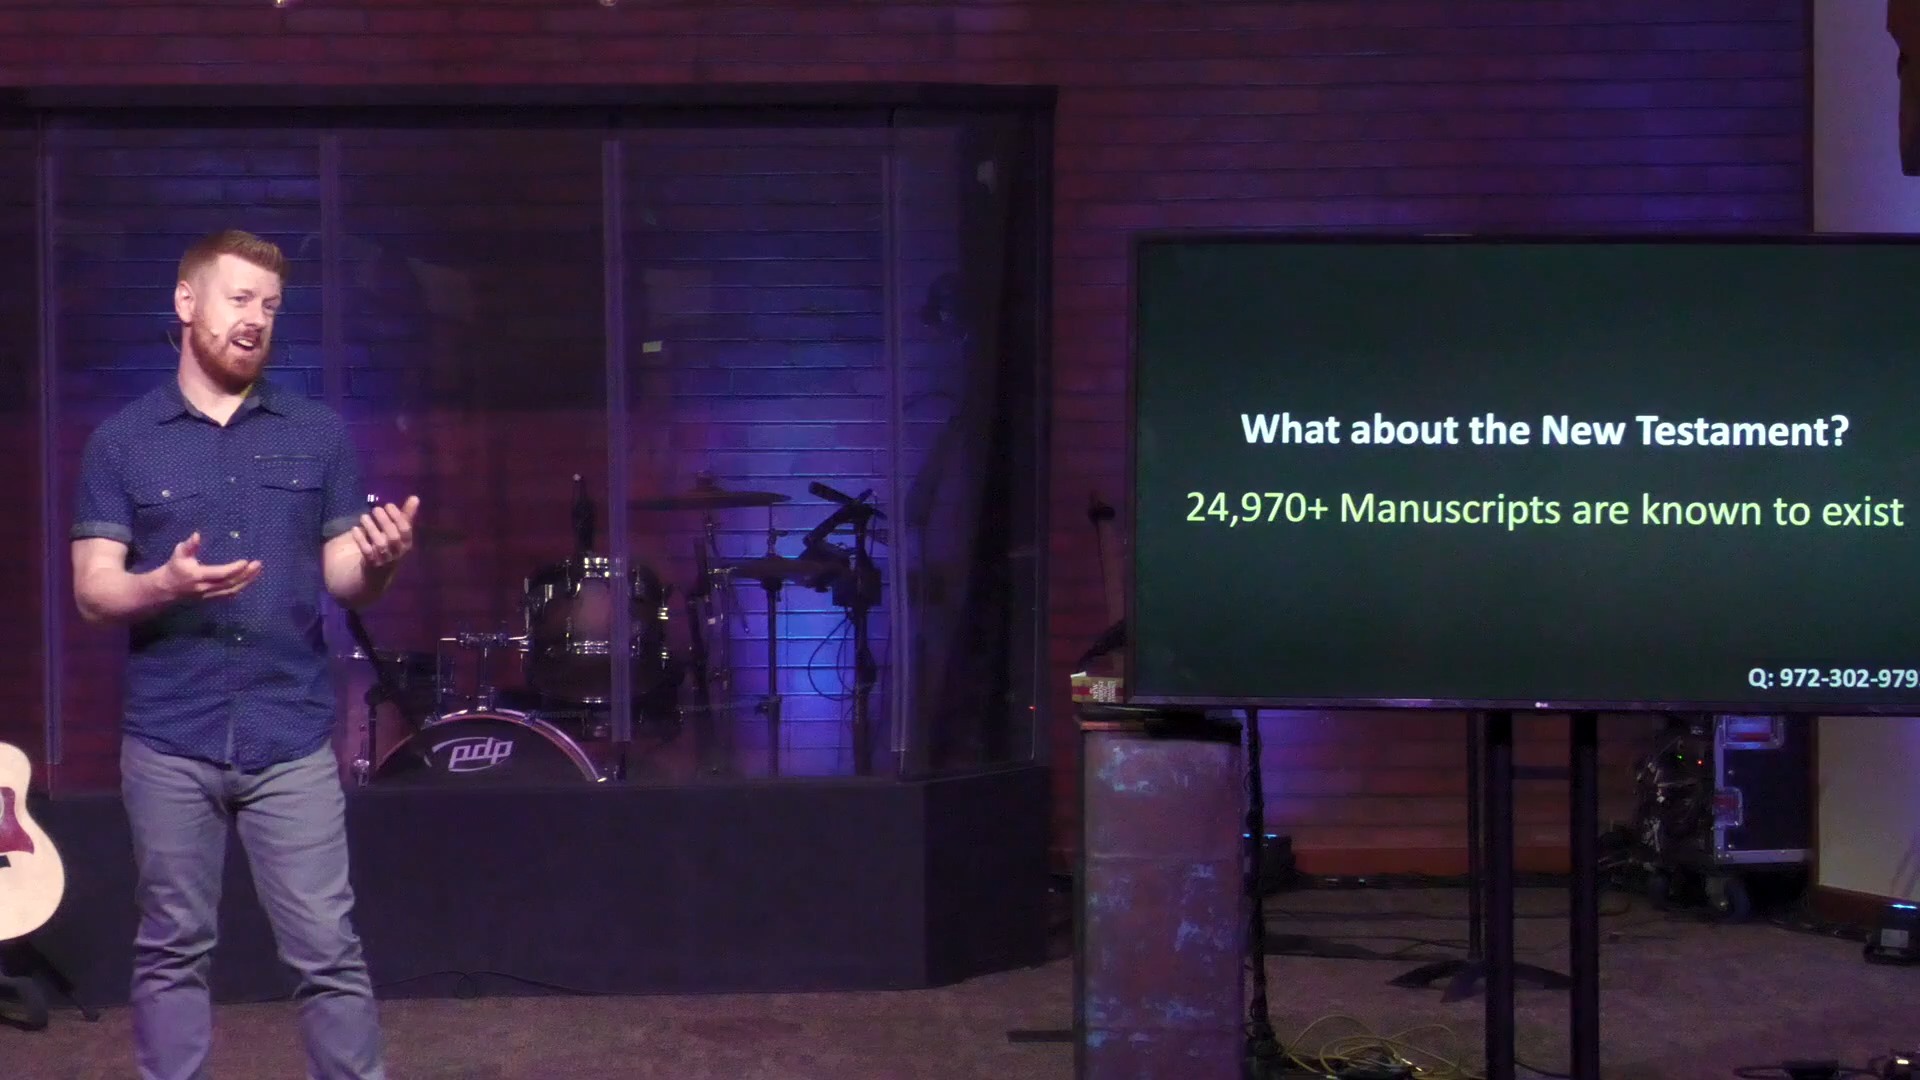 What about the New Testament?
24,970+ Manuscripts are known to exist
Q: 972-302-979
pdp